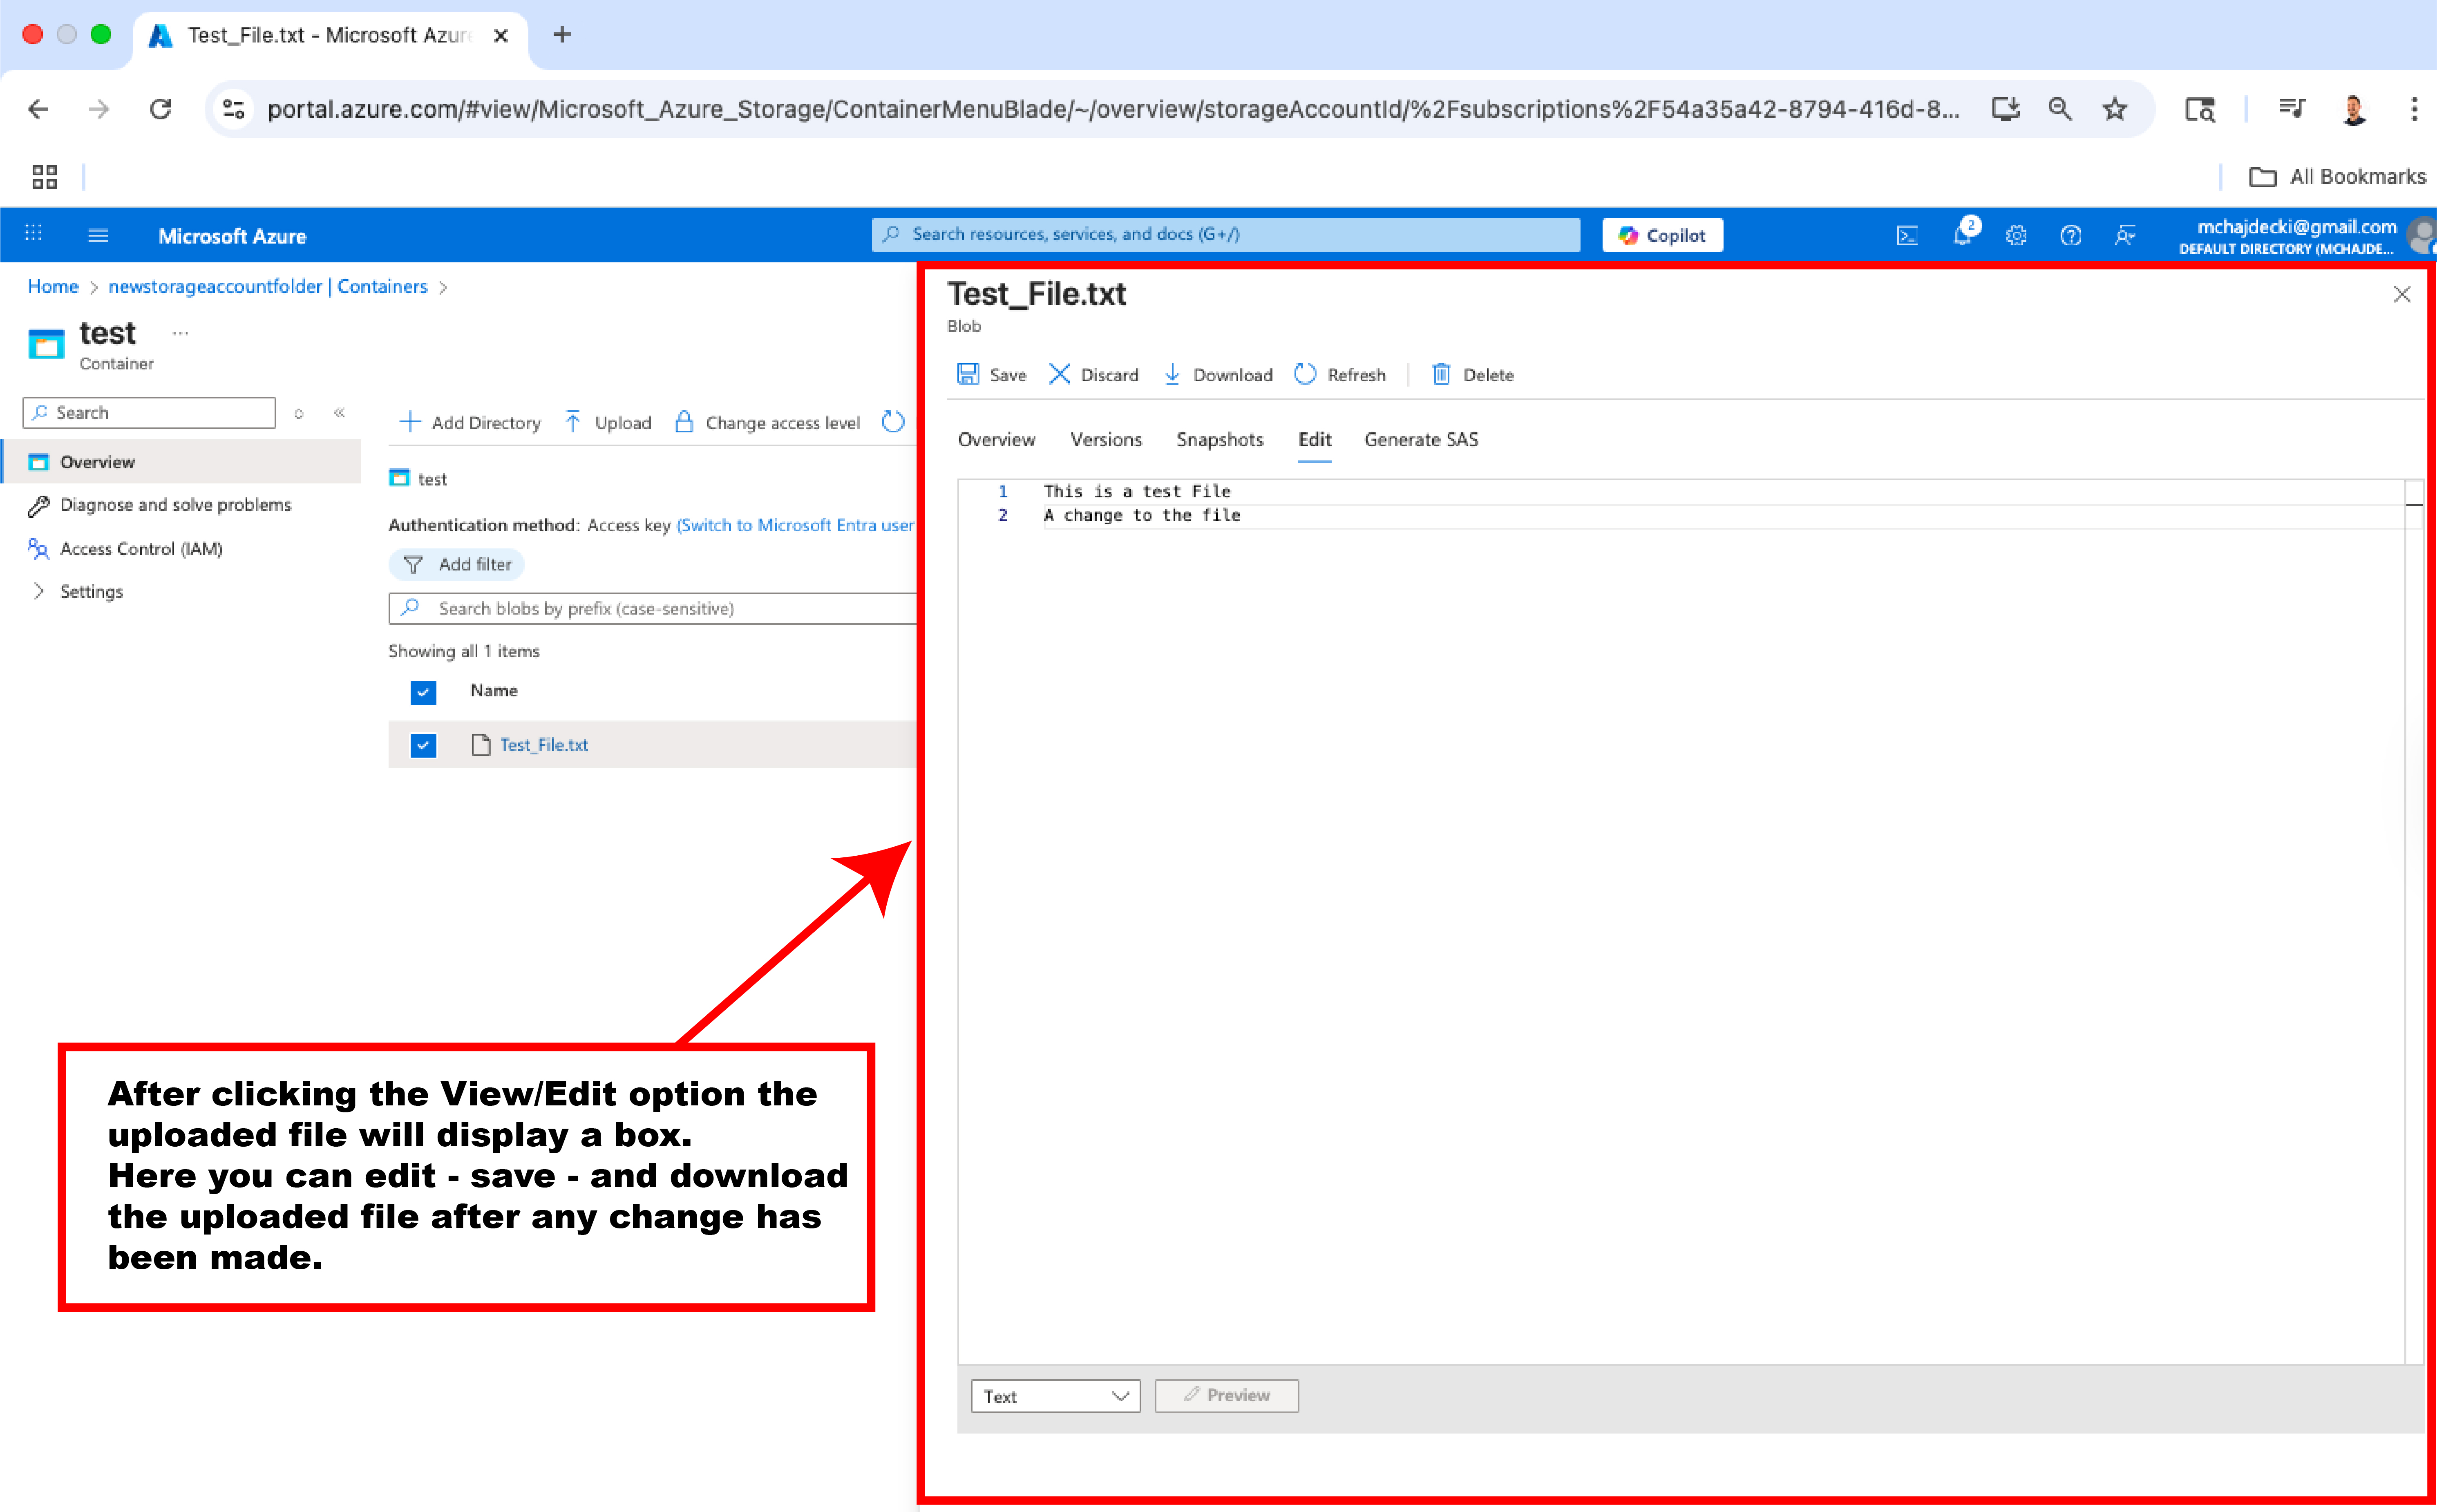 Test_File.txt - Microsoft Azur
portal.azure.com/#view/Microsoft_Azure_Storage/ContainerMenuBlade/~/overview/storageAccountId/%2Fsubscriptions%2F54a35a42-8794-416d-8...
All Bookmarks
Microsoft Azure
Search resources, services, and docs (G+/)
Copilot
2
mchajdecki@gmail.com
DEFAULT DIRECTORY (MCHAJDE...
Home > newstorageaccountfolder | Containers >
test ...
Container
Search
Overview
Diagnose and solve problems
Access Control (IAM)
Settings
Add Directory Upload Change access level
test
Authentication method: Access key (Switch to Microsoft Entra user
Add filter
Search blobs by prefix (case-sensitive)
Showing all 1 items
Name
Test_File.txt
Test_File.txt
Blob
Save Discard Download Refresh Delete
Overview Versions Snapshots Edit Generate SAS
1 This is a test File
2 A change to the file
Text Preview
After clicking the View/Edit option the
uploaded file will display a box.
Here you can edit - save - and download
the uploaded file after any change has
been made.